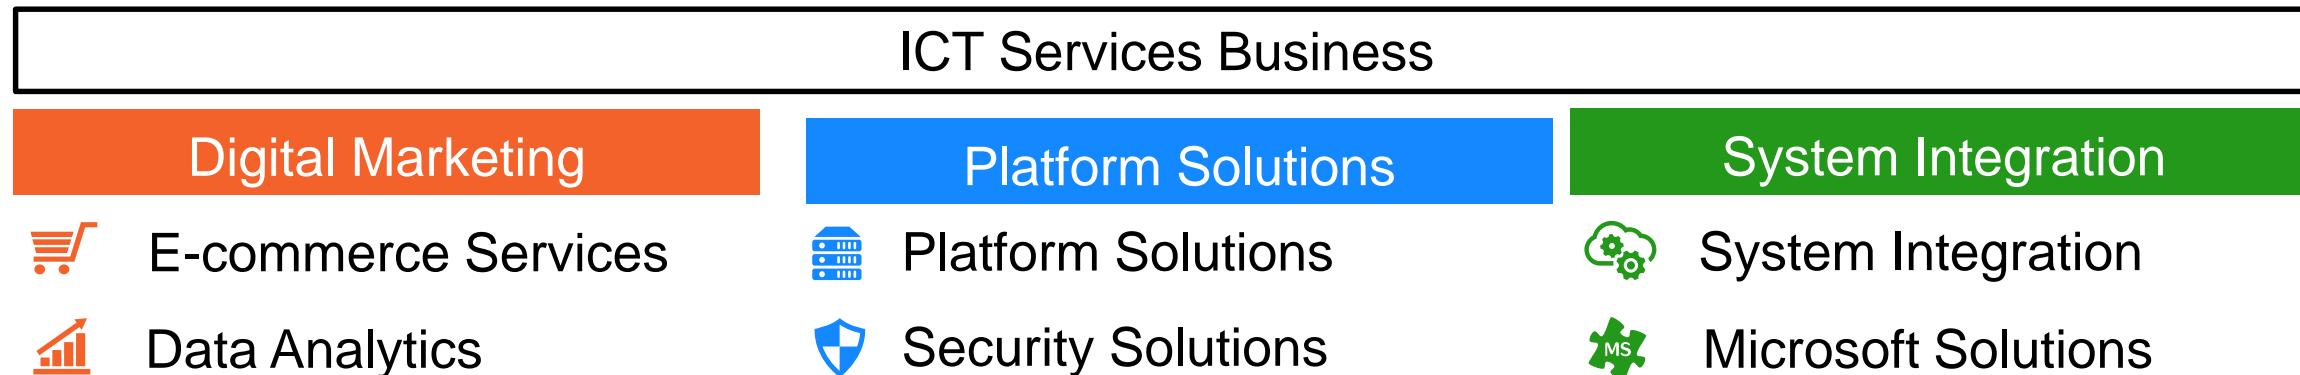 ICT Services Business
Digital Marketing
Platform Solutions
System Integration
E-commerce Services
Platform Solutions
System Integration
Data Analytics
Security Solutions
MS
Microsoft Solutions